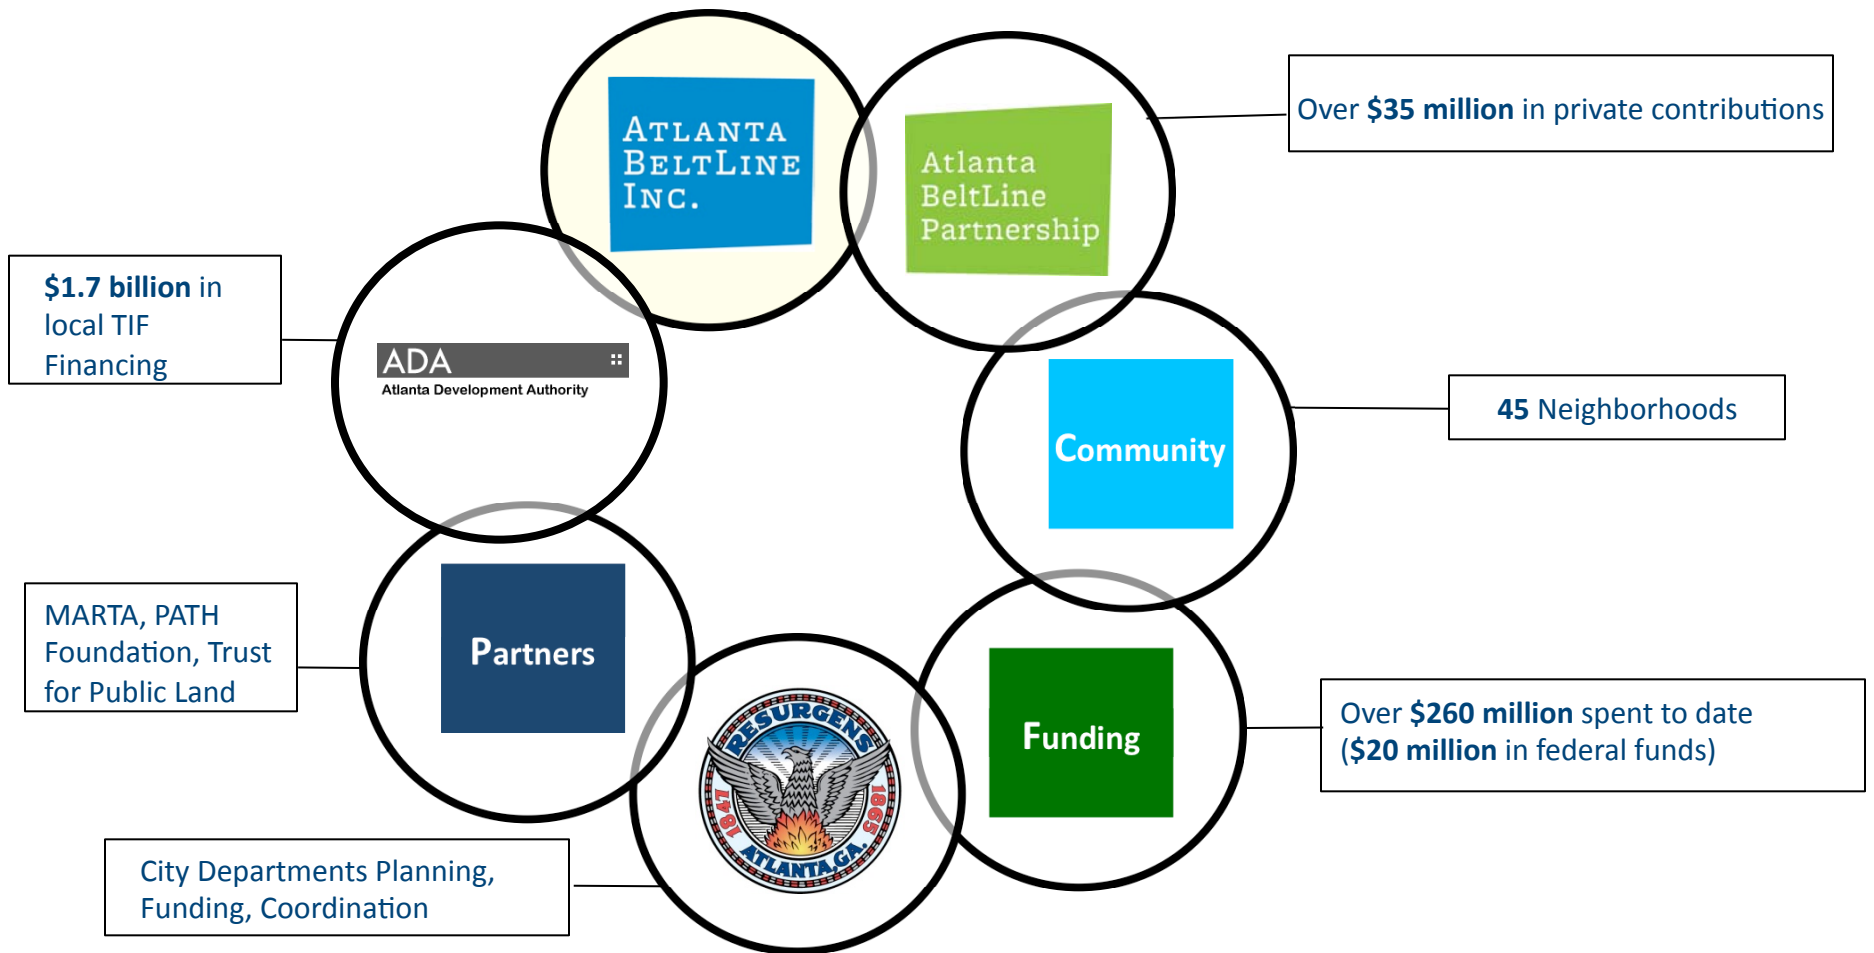 ATLANTA
BELTLINE
INC.
Atlanta
BeltLine
Partnership
Over $35 million in private contributions
$1.7 billion in
local TIF
Financing
ADA
Atlanta Development Authority
45 Neighborhoods
Community
MARTA, PATH
Foundation, Trust
for Public Land
Partners
RESURGENS
1847
1865
ATLANTA, GA.
Funding
Over $260 million spent to date
($20 million in federal funds)
City Departments Planning,
Funding, Coordination